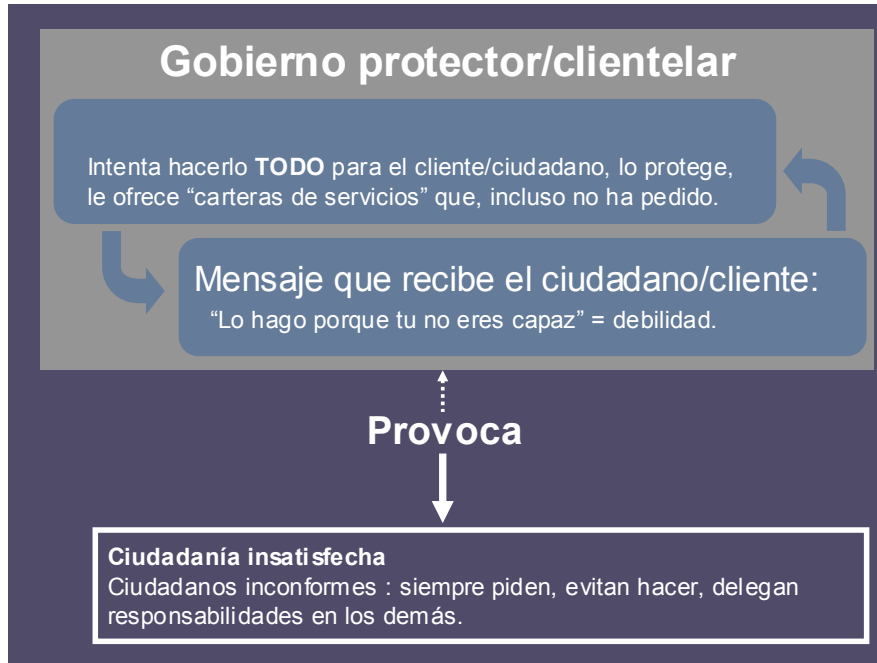 Gobierno protector/clientelar
Intenta hacerlo TODO para el cliente/ciudadano, lo protege,
le ofrece “carteras de servicios” que, incluso no ha pedido.
Mensaje que recibe el ciudadano/cliente:
“Lo hago porque tu no eres capaz” = debilidad.
Provoca
Ciudadanía insatisfecha
Ciudadanos inconformes : siempre piden, evitan hacer, delegan
responsabilidades en los demás.